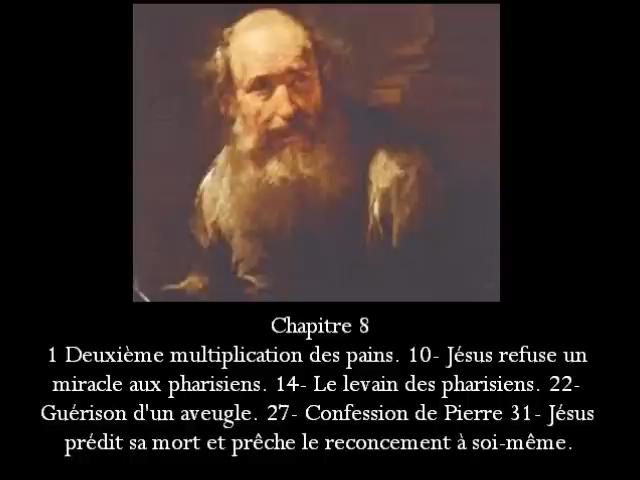 Chapitre 8
1 Deuxième multiplication des pains. 10- Jésus refuse un
miracle aux pharisiens. 14- Le levain des pharisiens. 22-
Guérison d'un aveugle. 27- Confession de Pierre 31- Jésus
prédit sa mort et prêche le reconcement à soi-même.